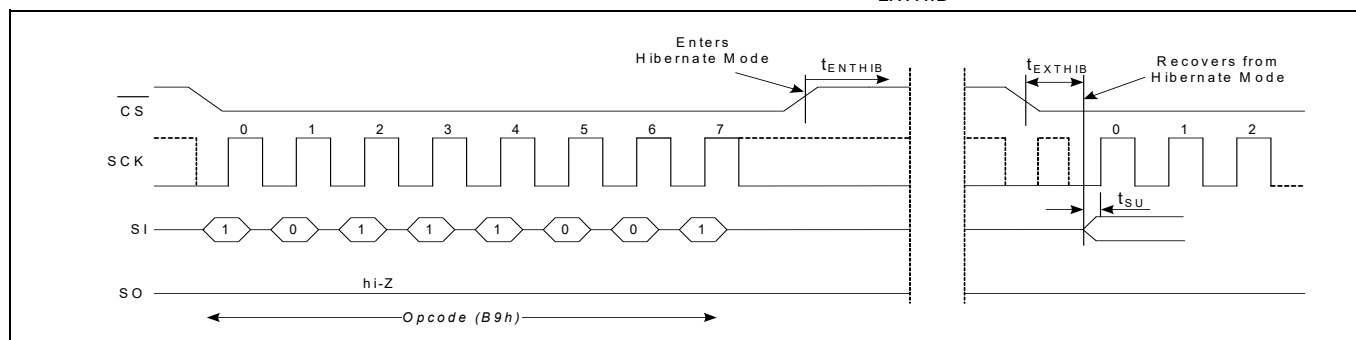 Enters
Hibernate Mode
tENTHIB
tEXTHIB
Recovers from
Hibernate Mode
CS
0 1 2 3 4 5 6 7 0 1 2
SCK
tSU
SI 1 0 1 1 1 0 0 1
hi-Z
SO
Opcode (B9h)